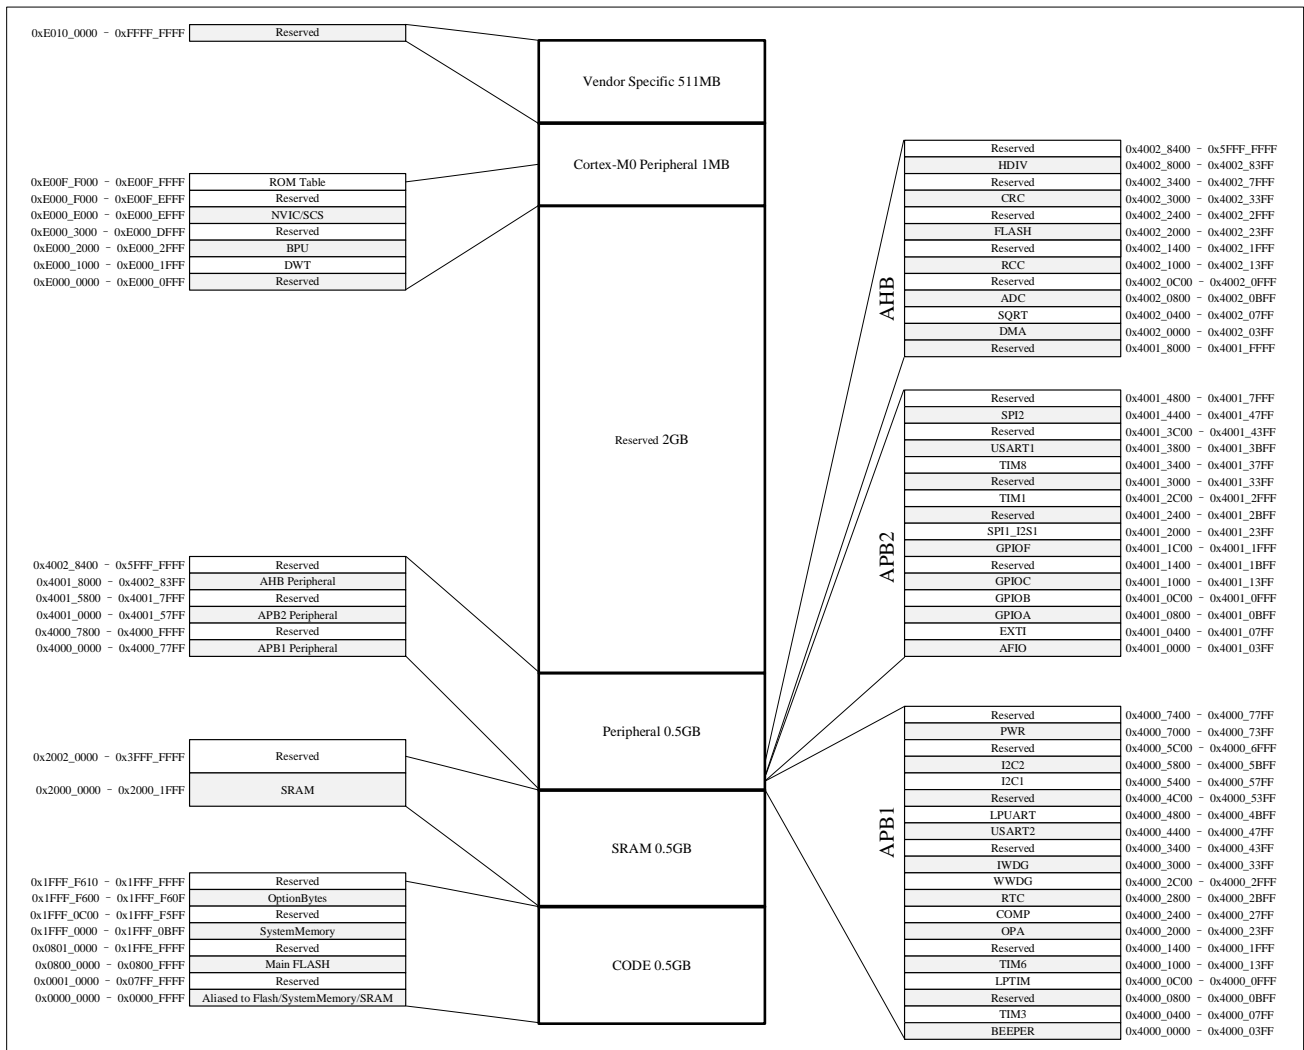 0xE010_0000 - 0xFFFF_FFFF Reserved
0xE00F_F000 - 0xE00F_FFFF ROM Table
0xE000_F000 - 0xE00F_EFFF Reserved
0xE000_E000 - 0xE000_EFFF NVIC/SCS
0xE000_3000 - 0xE000_DFFF Reserved
0xE000_2000 - 0xE000_2FFF BPU
0xE000_1000 - 0xE000_1FFF DWT
0xE000_0000 - 0xE000_0FFF Reserved
0x4002_8400 - 0x5FFF_FFFF Reserved
0x4001_8000 - 0x4002_83FF AHB Peripheral
0x4001_5800 - 0x4001_7FFF Reserved
0x4001_0000 - 0x4001_57FF APB2 Peripheral
0x4000_7800 - 0x4000_FFFF Reserved
0x4000_0000 - 0x4000_77FF APB1 Peripheral
0x2002_0000 - 0x3FFF_FFFF Reserved
0x2000_0000 - 0x2000_1FFF SRAM
0x1FFF_F610 - 0x1FFF_FFFF Reserved
0x1FFF_F600 - 0x1FFF_F60F OptionBytes
0x1FFF_0C00 - 0x1FFF_F5FF Reserved
0x1FFF_0000 - 0x1FFF_0BFF SystemMemory
0x0801_0000 - 0x1FFE_FFFF Reserved
0x0800_0000 - 0x0800_FFFF Main FLASH
0x0001_0000 - 0x07FF_FFFF Reserved
0x0000_0000 - 0x0000_FFFF Aliased to Flash/SystemMemory/SRAM
Vendor Specific 511MB
Cortex-M0 Peripheral 1MB
Reserved 2GB
Peripheral 0.5GB
SRAM 0.5GB
CODE 0.5GB
AHB
Reserved 0x4002_8400 - 0x5FFF_FFFF
HDIV 0x4002_8000 - 0x4002_83FF
Reserved 0x4002_3400 - 0x4002_7FFF
CRC 0x4002_3000 - 0x4002_33FF
Reserved 0x4002_2400 - 0x4002_2FFF
FLASH 0x4002_2000 - 0x4002_23FF
Reserved 0x4002_1400 - 0x4002_1FFF
RCC 0x4002_1000 - 0x4002_13FF
Reserved 0x4002_0C00 - 0x4002_0FFF
ADC 0x4002_0800 - 0x4002_0BFF
SQRT 0x4002_0400 - 0x4002_07FF
DMA 0x4002_0000 - 0x4002_03FF
Reserved 0x4001_8000 - 0x4001_FFFF
APB2
Reserved 0x4001_4800 - 0x4001_7FFF
SPI2 0x4001_4400 - 0x4001_47FF
Reserved 0x4001_3C00 - 0x4001_43FF
USART1 0x4001_3800 - 0x4001_3BFF
TIM8 0x4001_3400 - 0x4001_37FF
Reserved 0x4001_3000 - 0x4001_33FF
TIM1 0x4001_2C00 - 0x4001_2FFF
Reserved 0x4001_2400 - 0x4001_2BFF
SPI1_I2S1 0x4001_2000 - 0x4001_23FF
GPIOF 0x4001_1C00 - 0x4001_1FFF
Reserved 0x4001_1400 - 0x4001_1BFF
GPIOC 0x4001_1000 - 0x4001_13FF
GPIOB 0x4001_0C00 - 0x4001_0FFF
GPIOA 0x4001_0800 - 0x4001_0BFF
EXTI 0x4001_0400 - 0x4001_07FF
AFIO 0x4001_0000 - 0x4001_03FF
APB1
Reserved 0x4000_7400 - 0x4000_77FF
PWR 0x4000_7000 - 0x4000_73FF
Reserved 0x4000_5C00 - 0x4000_6FFF
I2C2 0x4000_5800 - 0x4000_5BFF
I2C1 0x4000_5400 - 0x4000_57FF
Reserved 0x4000_4C00 - 0x4000_53FF
LPUART 0x4000_4800 - 0x4000_4BFF
USART2 0x4000_4400 - 0x4000_47FF
Reserved 0x4000_3400 - 0x4000_43FF
IWDG 0x4000_3000 - 0x4000_33FF
WWDG 0x4000_2C00 - 0x4000_2FFF
RTC 0x4000_2800 - 0x4000_2BFF
COMP 0x4000_2400 - 0x4000_27FF
OPA 0x4000_2000 - 0x4000_23FF
Reserved 0x4000_1400 - 0x4000_1FFF
TIM6 0x4000_1000 - 0x4000_13FF
LPTIM 0x4000_0C00 - 0x4000_0FFF
Reserved 0x4000_0800 - 0x4000_0BFF
TIM3 0x4000_0400 - 0x4000_07FF
BEEPER 0x4000_0000 - 0x4000_03FF